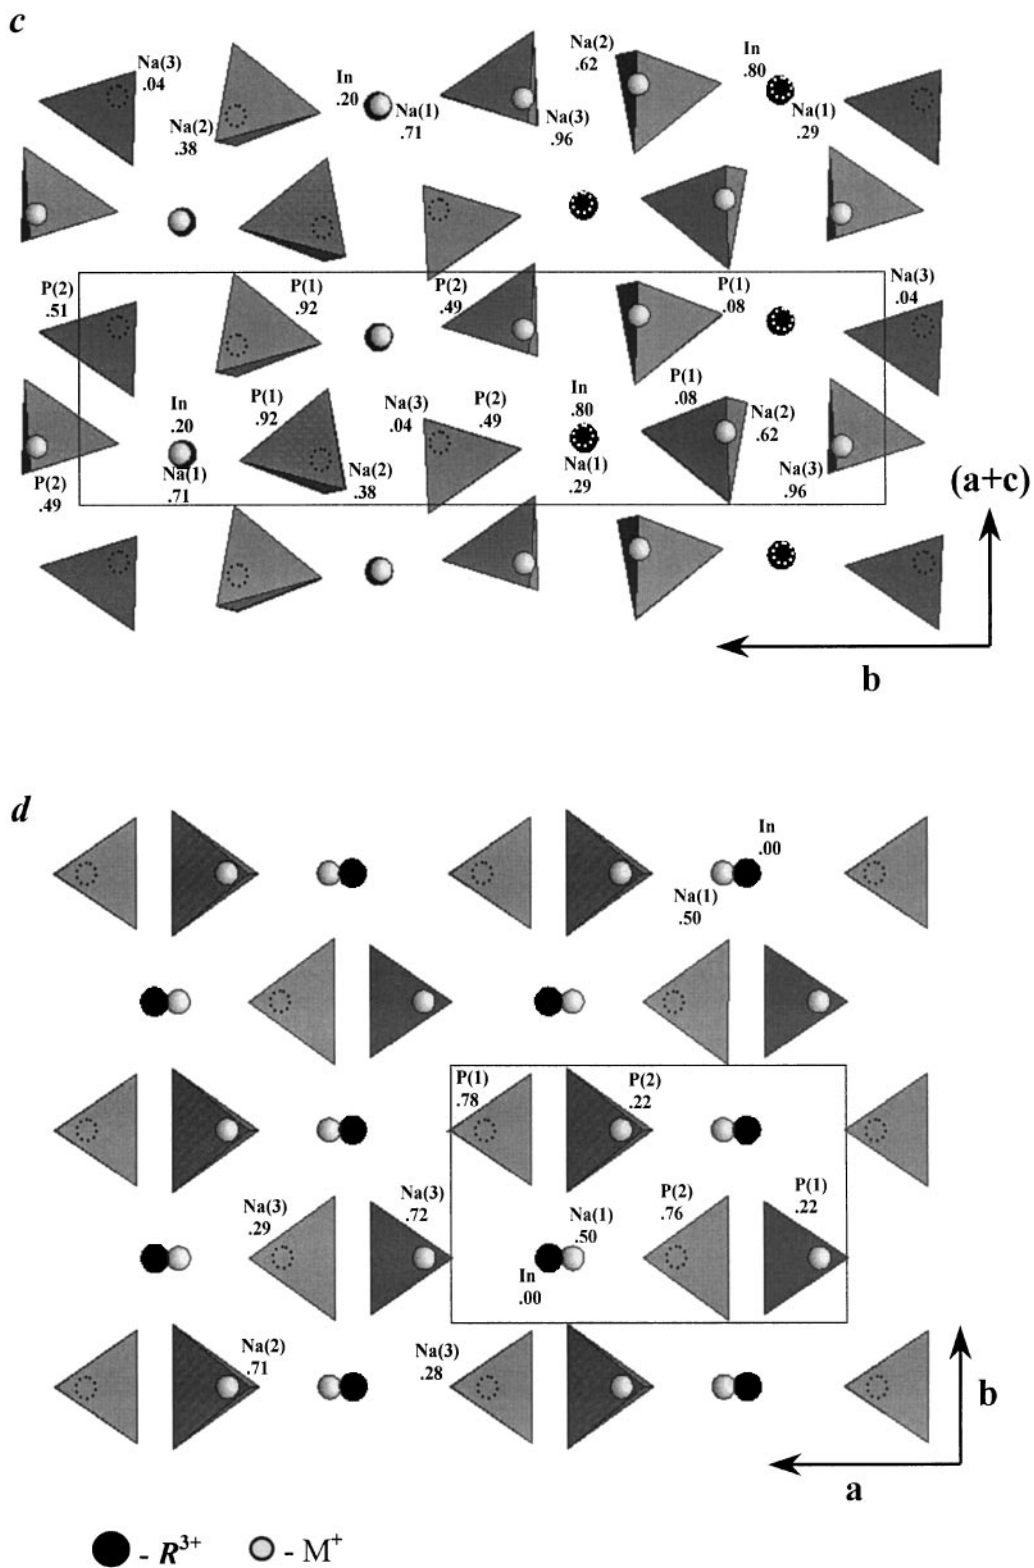 c
Na(3)
.04
Na(2)
.38
In
.20
Na(1)
.71
Na(2)
.62
Na(3)
.96
In
.80
Na(1)
.29
P(2)
.51
P(1)
.92
P(2)
.49
P(1)
.08
Na(3)
.04
In
.20
Na(1)
.71
P(1)
.92
Na(2)
.38
Na(3)
.04
P(2)
.49
In
.80
Na(1)
.29
P(1)
.08
Na(2)
.62
Na(3)
.96
P(2)
.49
(a+c)
b
d
In
.00
Na(1)
.50
P(1)
.78
P(2)
.22
Na(3)
.29
Na(3)
.72
Na(1)
.50
In
.00
P(2)
.76
P(1)
.22
Na(2)
.71
Na(3)
.28
b
a
- R³⁺ - M⁺